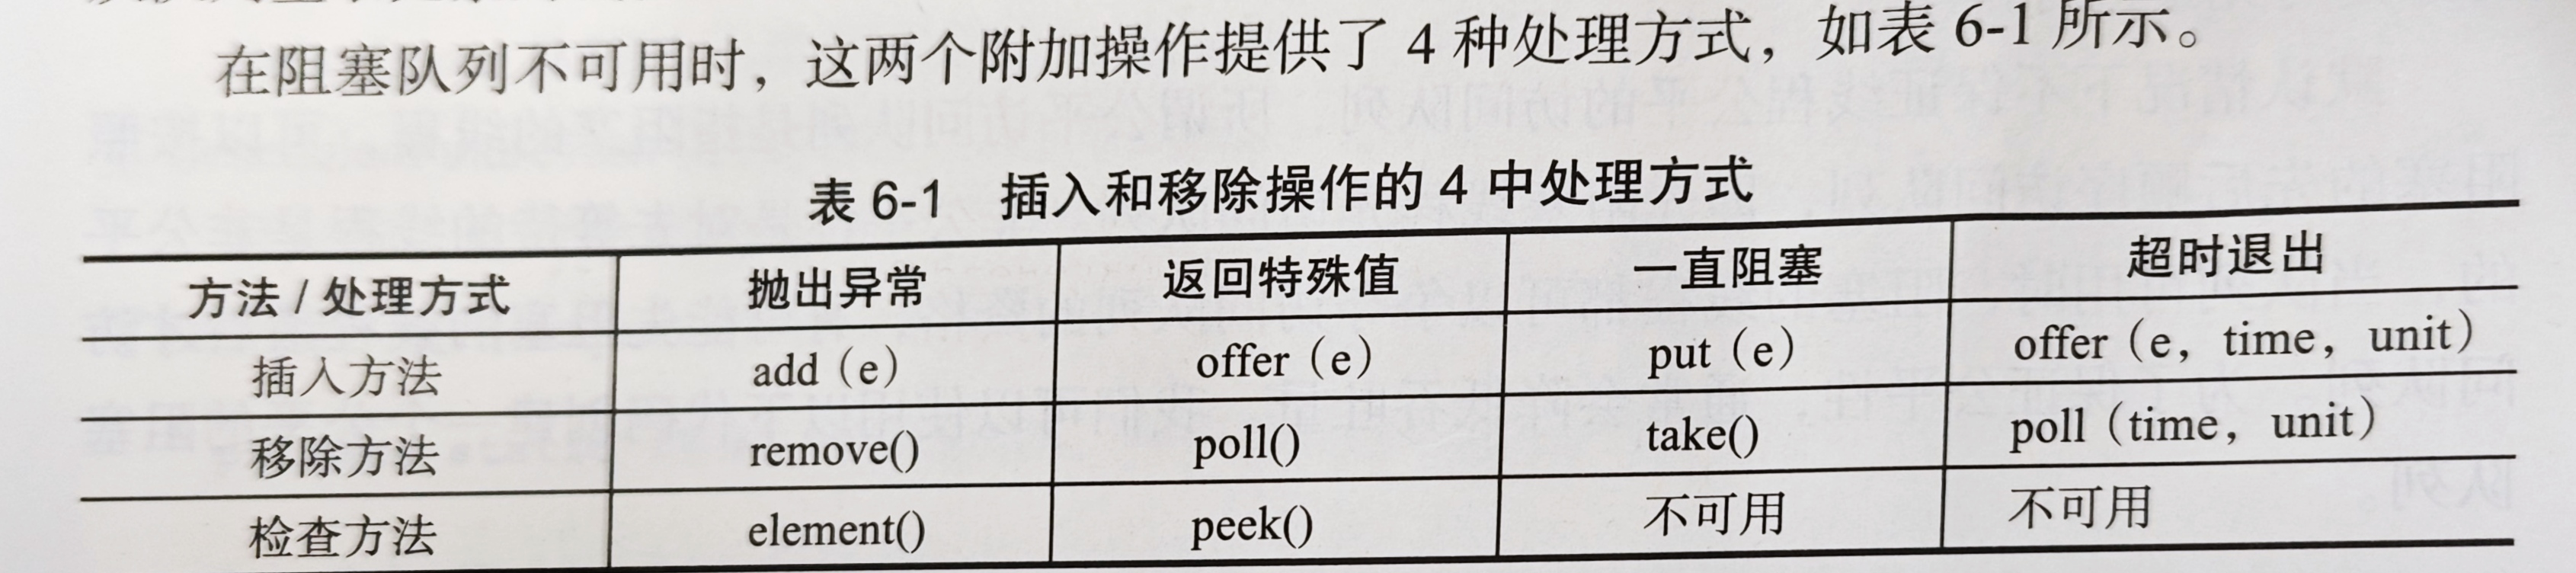 在阻塞队列不可用时，这两个附加操作提供了 4 种处理方式，如表 6-1 所示。
表 6-1 插入和移除操作的 4 中处理方式
方法 / 处理方式 抛出异常 返回特殊值 一直阻塞 超时退出
插入方法 add（e） offer（e） put（e） offer（e，time，unit）
移除方法 remove() poll() take() poll（time，unit）
检查方法 element() peek() 不可用 不可用